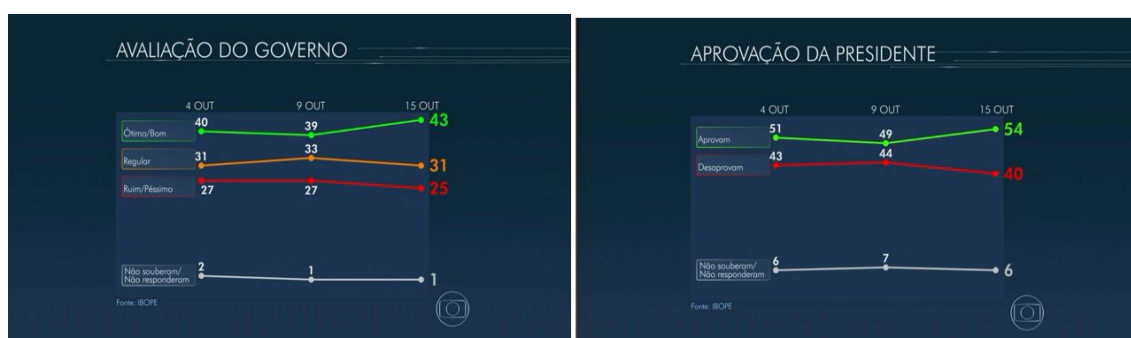 AVALIAÇÃO DO GOVERNO
4 OUT 9 OUT 15 OUT
Ótimo/Bom 40 39 43
Regular 31 33 31
Ruim/Péssimo 27 27 25
Não souberam/
Não responderam 2 1 1
Fonte: IBOPE
APROVAÇÃO DA PRESIDENTE
4 OUT 9 OUT 15 OUT
Aprovam 51 49 54
Desaprovam 43 44 40
Não souberam/
Não responderam 6 7 6
Fonte: IBOPE